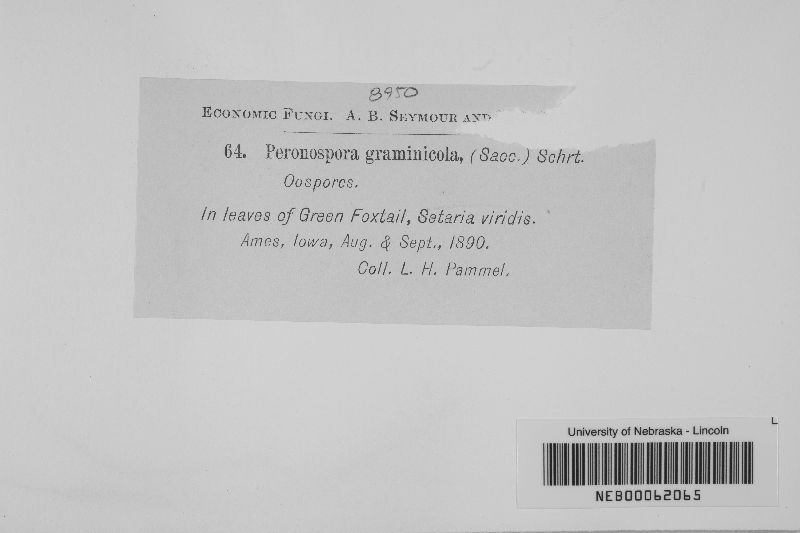 8950
Economic Fungi. A. B. Seymour and
64. Peronospora graminicola, (Sacc.) Schrt.
Oospores.
In leaves of Green Foxtail, Setaria viridis.
Ames, Iowa, Aug. & Sept., 1890.
Coll. L. H. Pammel.
L
University of Nebraska - Lincoln
NEB00062065